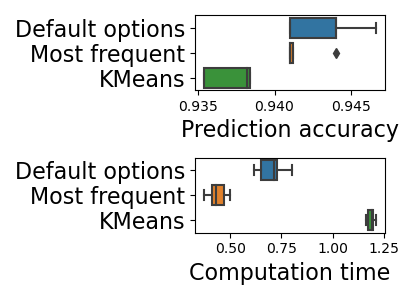 Default options
Most frequent
KMeans
0.935 0.940 0.945
Prediction accuracy
Default options
Most frequent
KMeans
0.50 0.75 1.00 1.25
Computation time